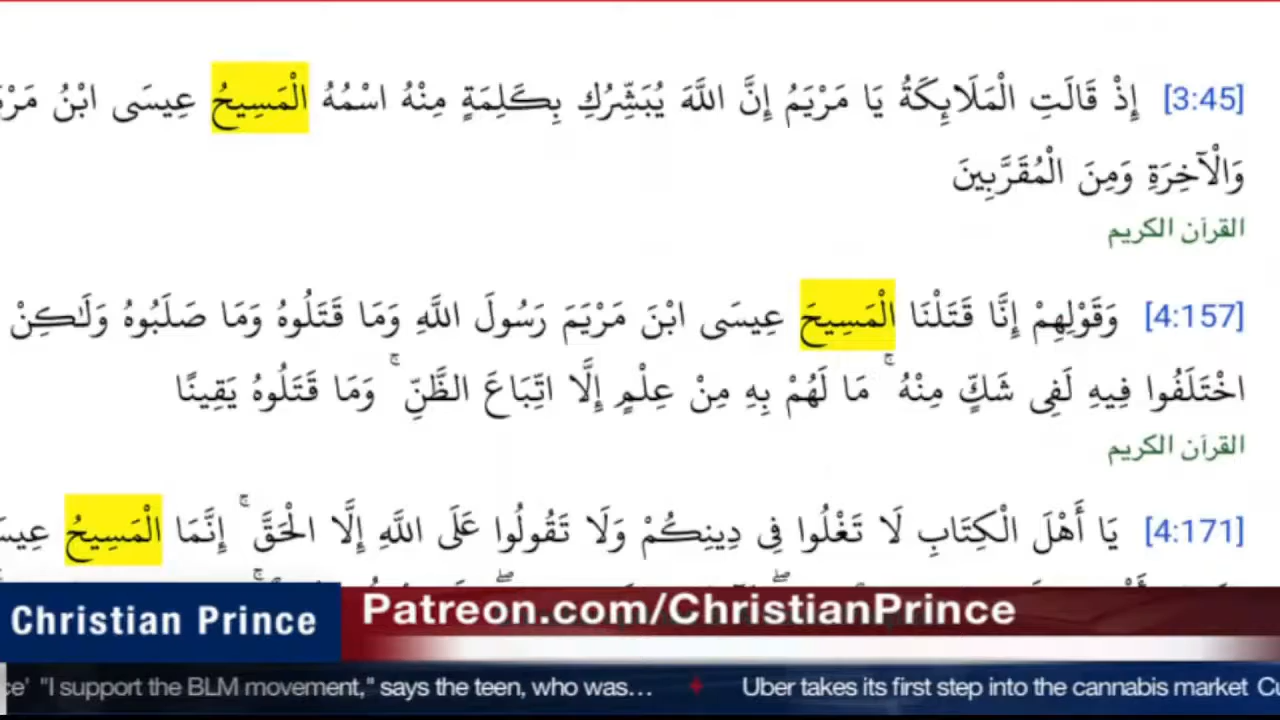 [3:45] إِذْ قَالَتِ الْمَلَائِكَةُ يَا مَرْيَمُ إِنَّ اللَّهَ يُبَشِّرُكِ بِكَلِمَةٍ مِنْهُ اسْمُهُ الْمَسِيحُ عِيسَى ابْنُ
وَالْآخِرَةِ وَمِنَ الْمُقَرَّبِينَ
القرآن الكريم
[4:157] وَقَوْلِهِمْ إِنَّا قَتَلْنَا الْمَسِيحَ عِيسَى ابْنَ مَرْيَمَ رَسُولَ اللَّهِ وَمَا قَتَلُوهُ وَمَا صَلَبُوهُ وَلَٰكِنْ
اخْتَلَفُوا فِيهِ لَفِي شَكٍّ مِنْهُ ۚ مَا لَهُمْ بِهِ مِنْ عِلْمٍ إِلَّا اتِّبَاعَ الظَّنِّ ۚ وَمَا قَتَلُوهُ يَقِينًا
القرآن الكريم
[4:171] يَا أَهْلَ الْكِتَابِ لَا تَغْلُوا فِي دِينِكُمْ وَلَا تَقُولُوا عَلَى اللَّهِ إِلَّا الْحَقَّ ۚ إِنَّمَا الْمَسِيحُ
Christian Prince
Patreon.com/ChristianPrince
"I support the BLM movement," says the teen, who was... Uber takes its first step into the cannabis market